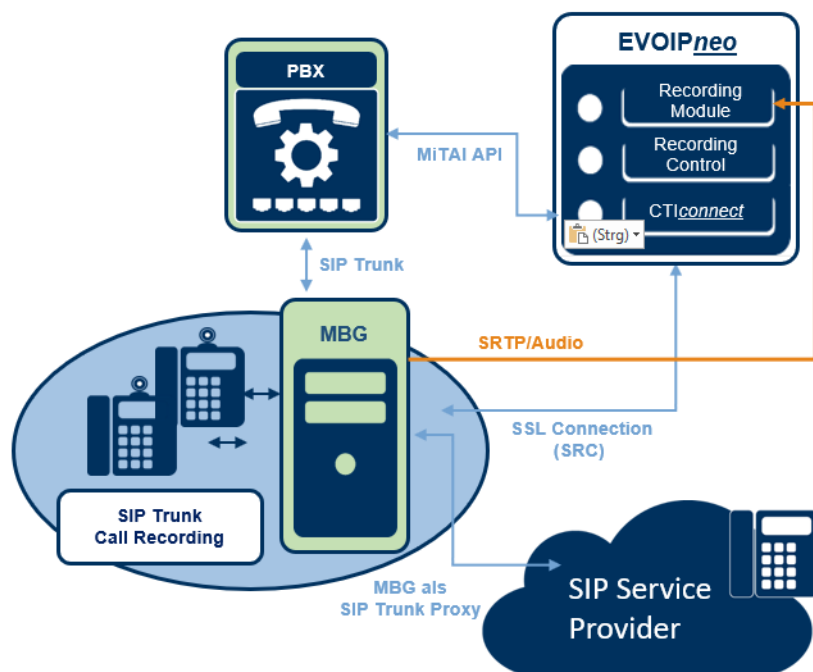 PBX
EVOIPneo
Recording
Module
Recording
Control
CTIconnect
(Strg)
MiTAI API
SIP Trunk
MBG
SRTP/Audio
SSL Connection
(SRC)
SIP Trunk
Call Recording
MBG als
SIP Trunk Proxy
SIP Service
Provider